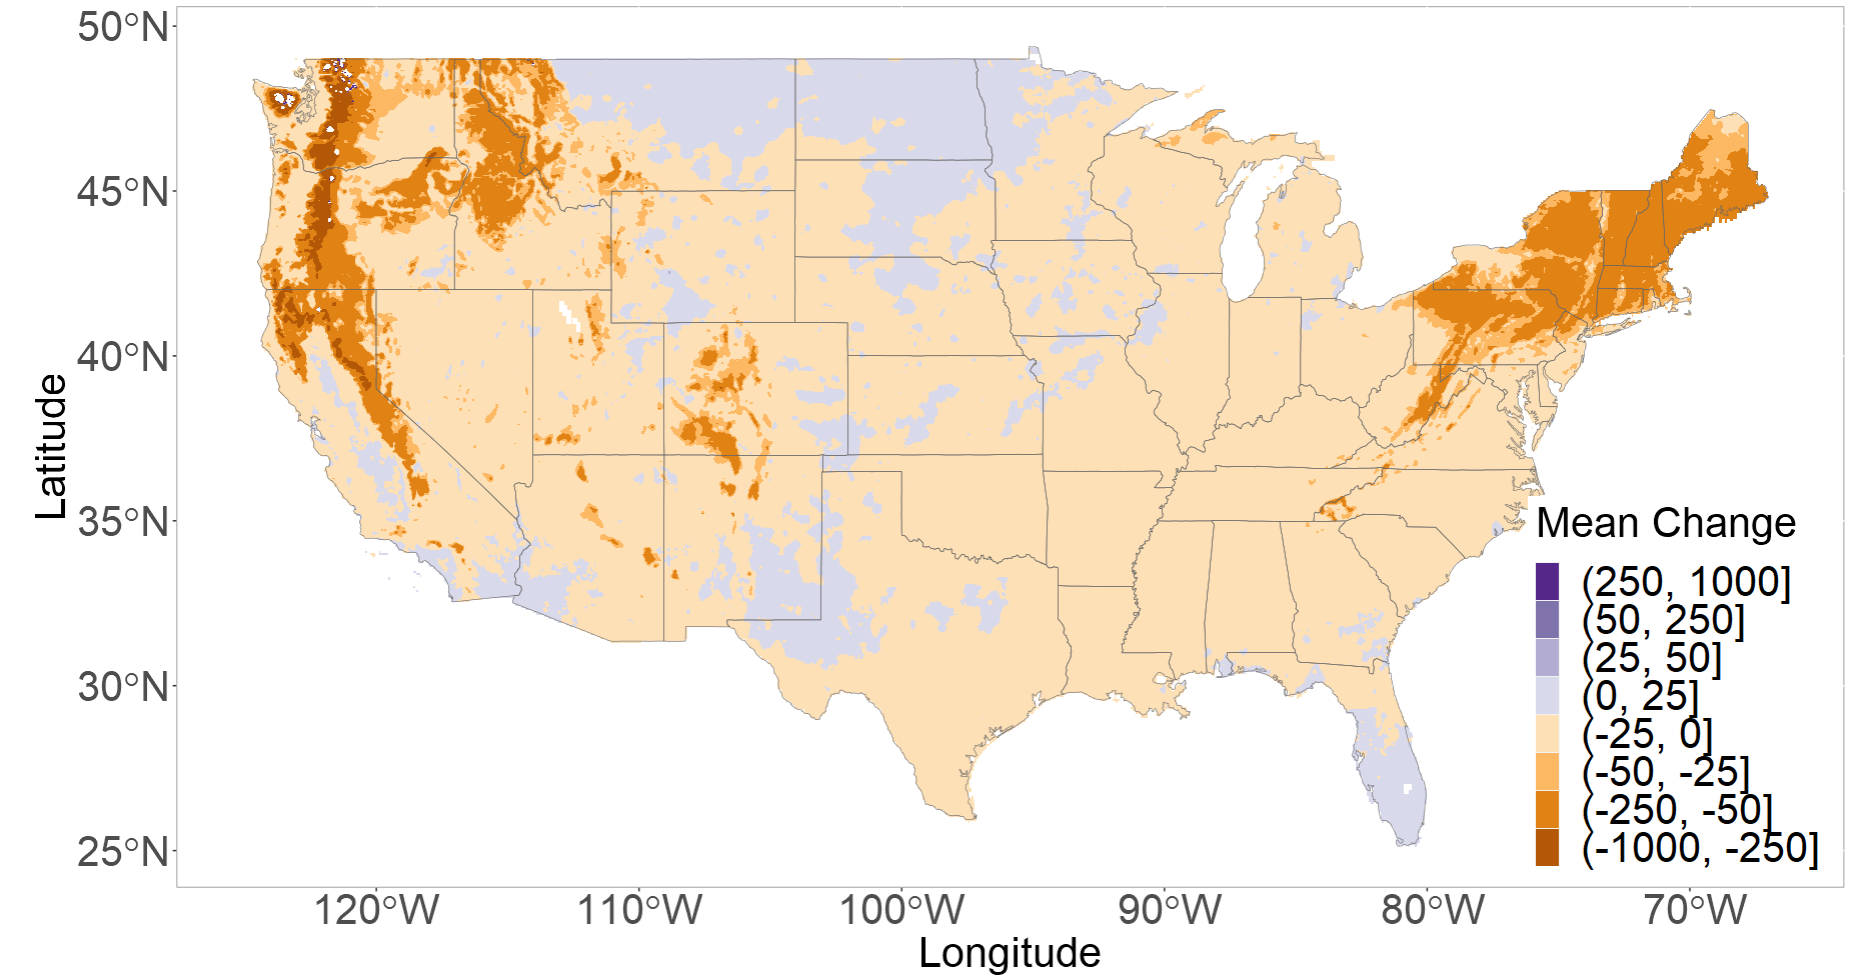 50°N
45°N
40°N
35°N
30°N
25°N
Latitude
120°W
110°W
100°W
90°W
80°W
70°W
Longitude
Mean Change
(250, 1000]
(50, 250]
(25, 50]
(0, 25]
(-25, 0]
(-50, -25]
(-250, -50]
(-1000, -250]